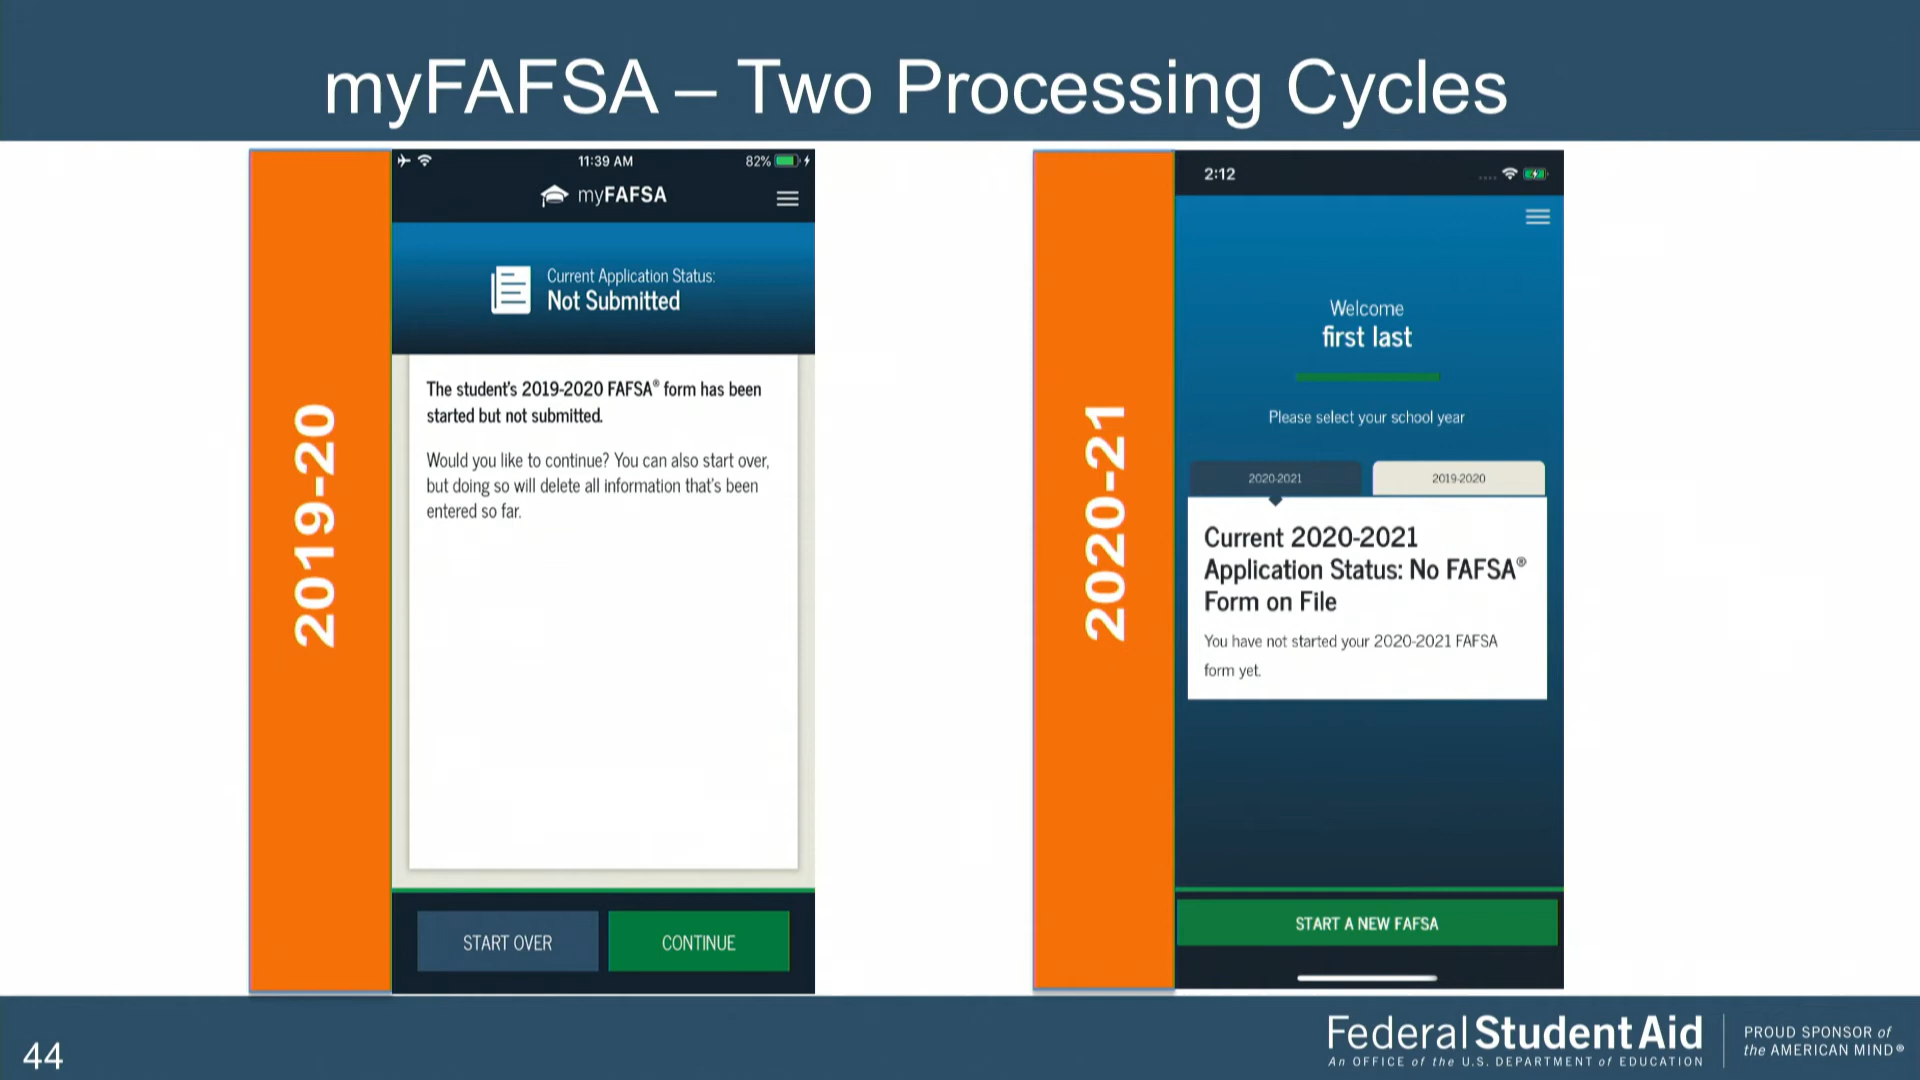 myFAFSA – Two Processing Cycles
2019-20
11:39 AM
82%
myFAFSA
Current Application Status:
Not Submitted
The student's 2019-2020 FAFSA® form has been
started but not submitted.
Would you like to continue? You can also start over,
but doing so will delete all information that's been
entered so far.
START OVER
CONTINUE
2020-21
2:12
Welcome
first last
Please select your school year
2020-2021
2019-2020
Current 2020-2021
Application Status: No FAFSA®
Form on File
You have not started your 2020-2021 FAFSA
form yet.
START A NEW FAFSA
44
Federal Student Aid
An OFFICE of the U.S. DEPARTMENT of EDUCATION
PROUD SPONSOR of
the AMERICAN MIND®